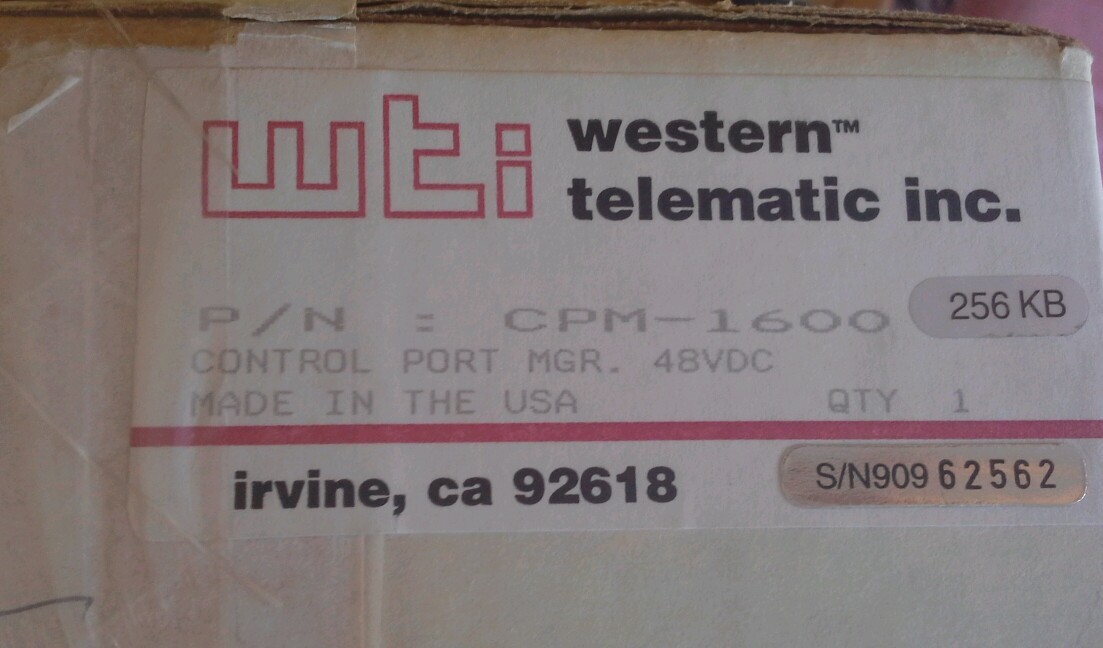 wti western™
telematic inc.
P/N : CPM-1600 256 KB
CONTROL PORT MGR. 48VDC
MADE IN THE USA QTY 1
irvine, ca 92618 S/N909 62562